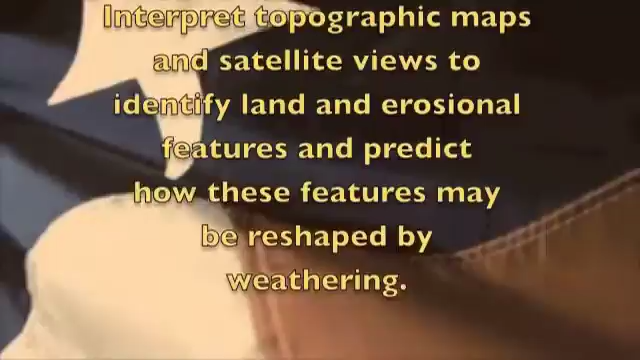 Interpret topographic maps
and satellite views to
identify land and erosional
features and predict
how these features may
be reshaped by
weathering.